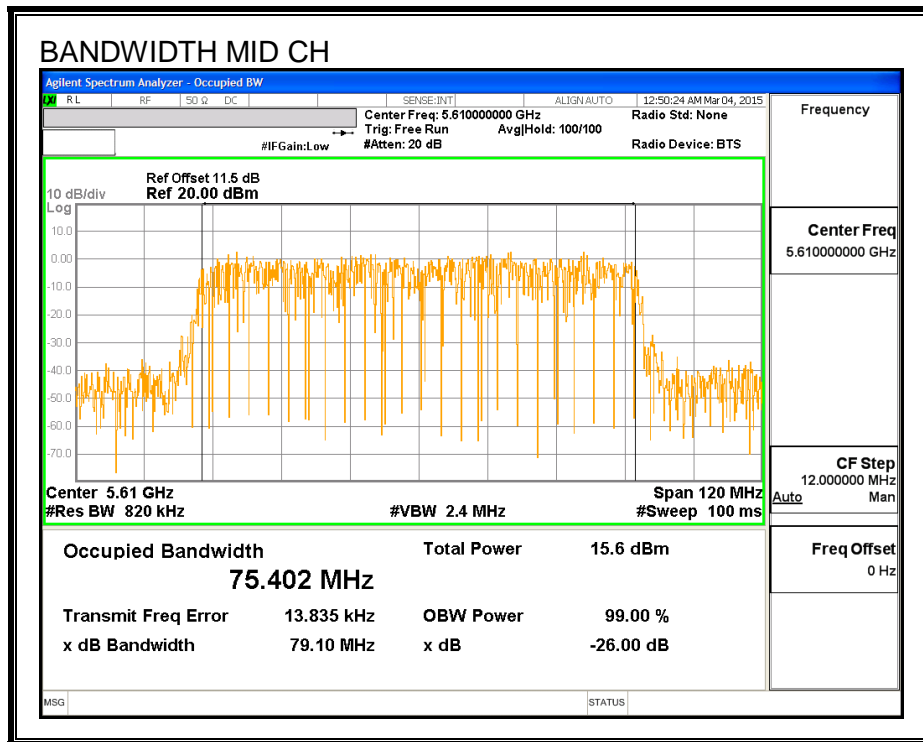 BANDWIDTH MID CH
Agilent Spectrum Analyzer - Occupied BW
LXI RL RF 50 Ω DC SENSE:INT ALIGN AUTO 12:50:24 AM Mar 04, 2015
Center Freq: 5.610000000 GHz Radio Std: None
Trig: Free Run Avg|Hold: 100/100
#IFGain:Low #Atten: 20 dB Radio Device: BTS
Frequency
Ref Offset 11.5 dB
10 dB/div Ref 20.00 dBm
Log
10.0
0.00
-10.0
-20.0
-30.0
-40.0
-50.0
-60.0
-70.0
Center Freq
5.610000000 GHz
CF Step
12.000000 MHz
Auto Man
Freq Offset
0 Hz
Center 5.61 GHz Span 120 MHz
#Res BW 820 kHz #VBW 2.4 MHz #Sweep 100 ms
Occupied Bandwidth Total Power 15.6 dBm
75.402 MHz
Transmit Freq Error 13.835 kHz OBW Power 99.00 %
x dB Bandwidth 79.10 MHz x dB -26.00 dB
MSG STATUS